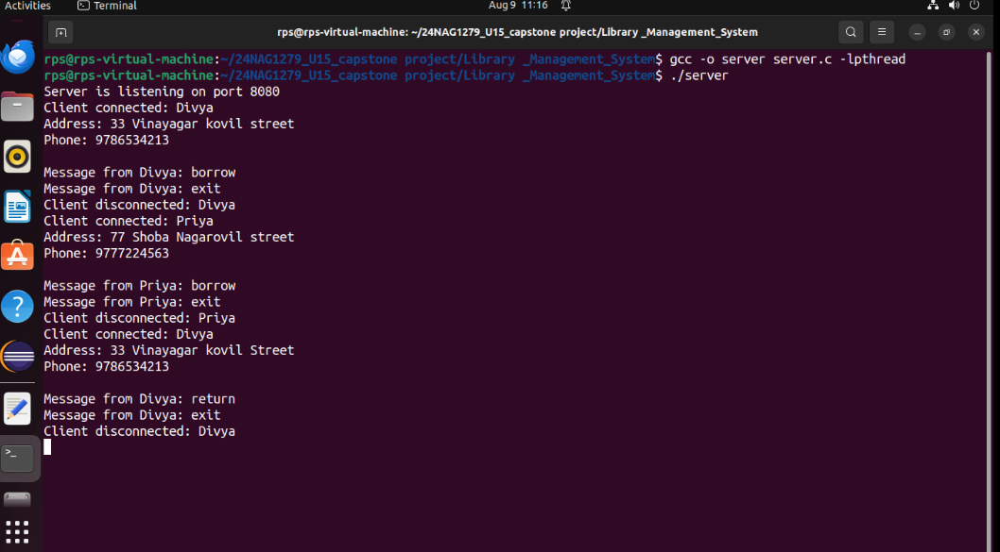 Activities Terminal Aug 9 11:16
rps@rps-virtual-machine: ~/24NAG1279_U15_capstone project/Library _Management_System
rps@rps-virtual-machine:~/24NAG1279_U15_capstone project/Library _Management_System$ gcc -o server server.c -lpthread
rps@rps-virtual-machine:~/24NAG1279_U15_capstone project/Library _Management_System$ ./server
Server is listening on port 8080
Client connected: Divya
Address: 33 Vinayagar kovil street
Phone: 9786534213
Message from Divya: borrow
Message from Divya: exit
Client disconnected: Divya
Client connected: Priya
Address: 77 Shoba Nagarovil street
Phone: 9777224563
Message from Priya: borrow
Message from Priya: exit
Client disconnected: Priya
Client connected: Divya
Address: 33 Vinayagar kovil Street
Phone: 9786534213
Message from Divya: return
Message from Divya: exit
Client disconnected: Divya